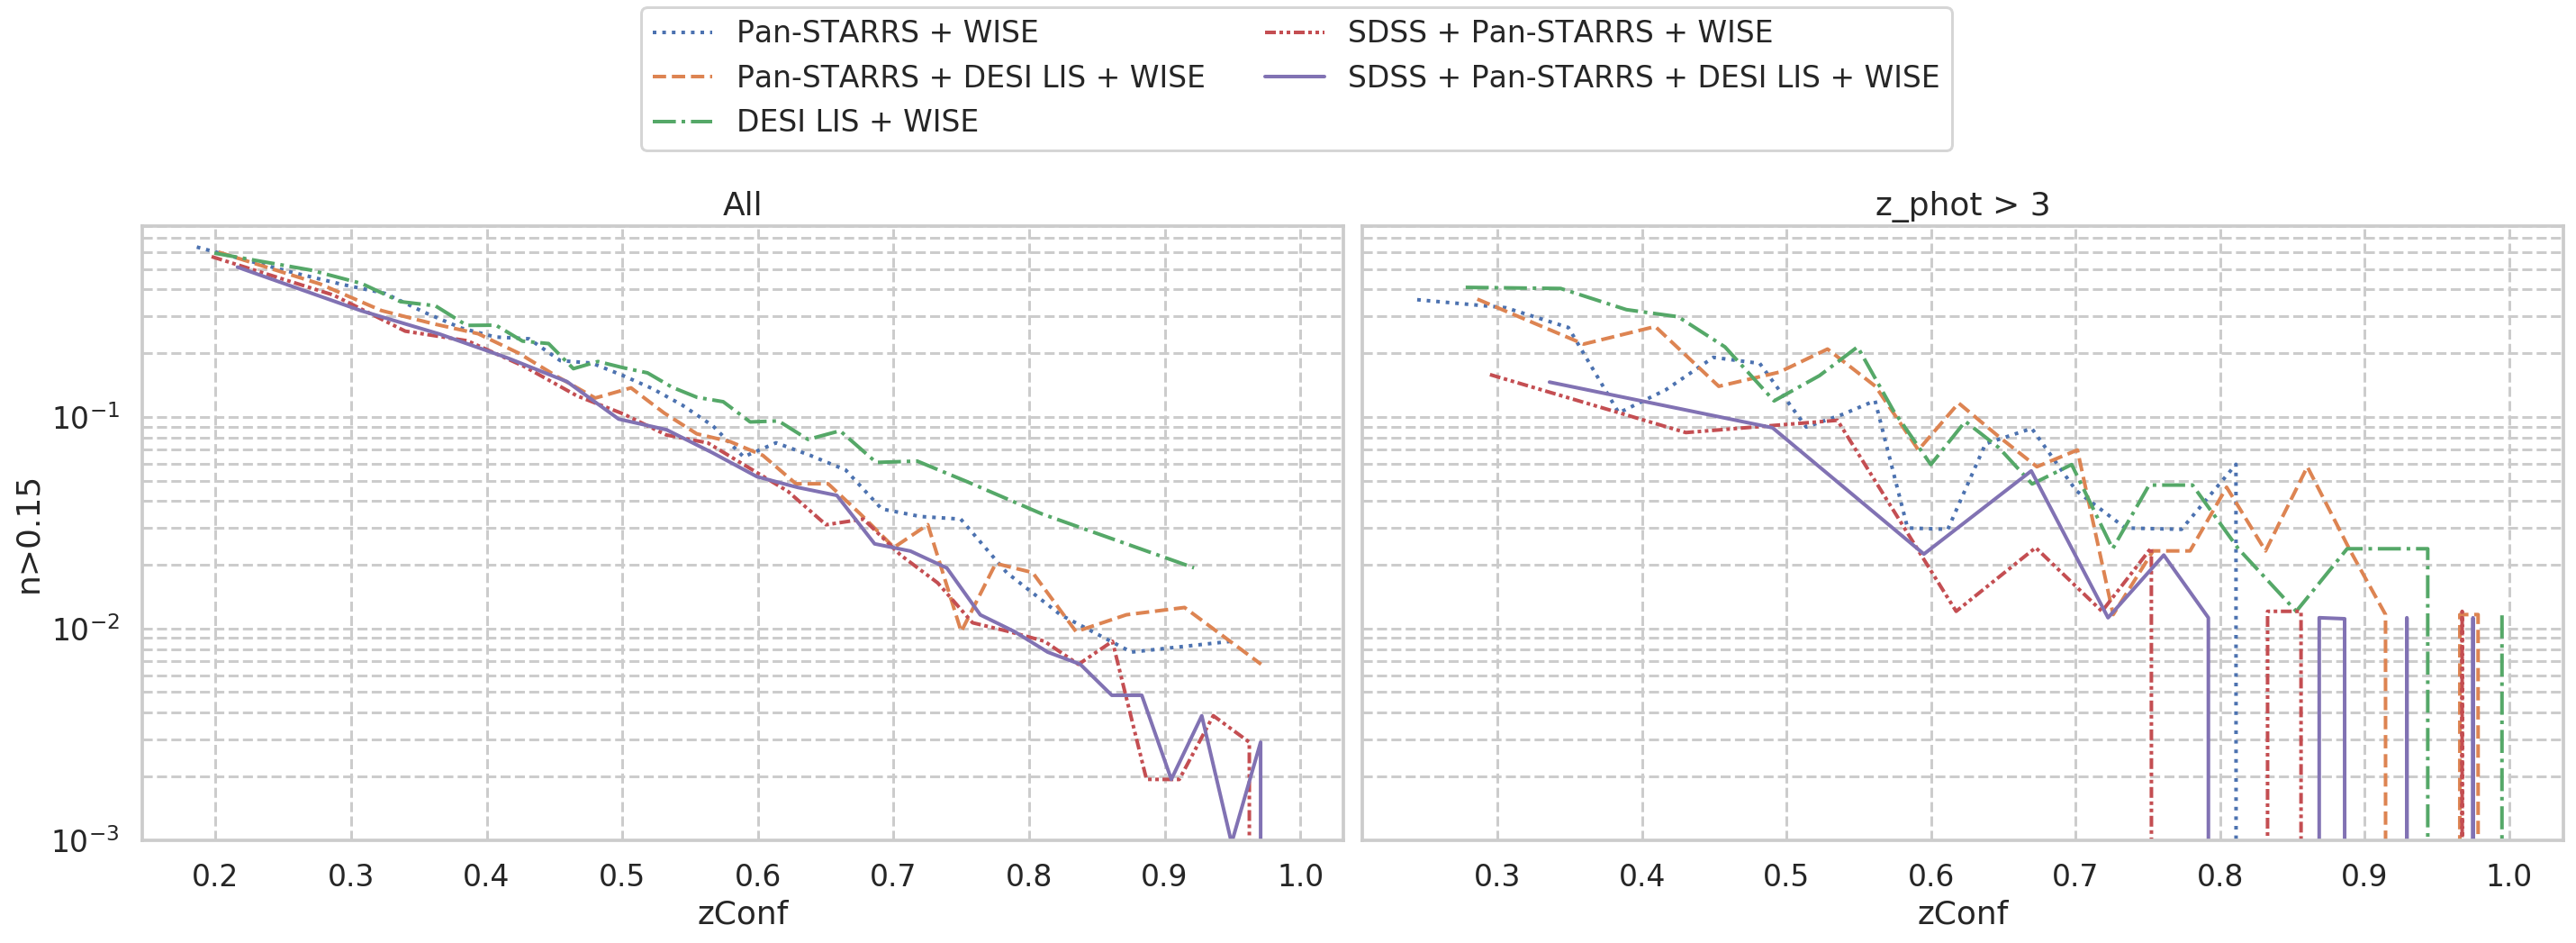 Pan-STARRS + WISE
Pan-STARRS + DESI LIS + WISE
DESI LIS + WISE
SDSS + Pan-STARRS + WISE
SDSS + Pan-STARRS + DESI LIS + WISE
All
z_phot > 3
n>0.15
10⁻¹
10⁻²
10⁻³
0.2 0.3 0.4 0.5 0.6 0.7 0.8 0.9 1.0
0.3 0.4 0.5 0.6 0.7 0.8 0.9 1.0
zConf
zConf